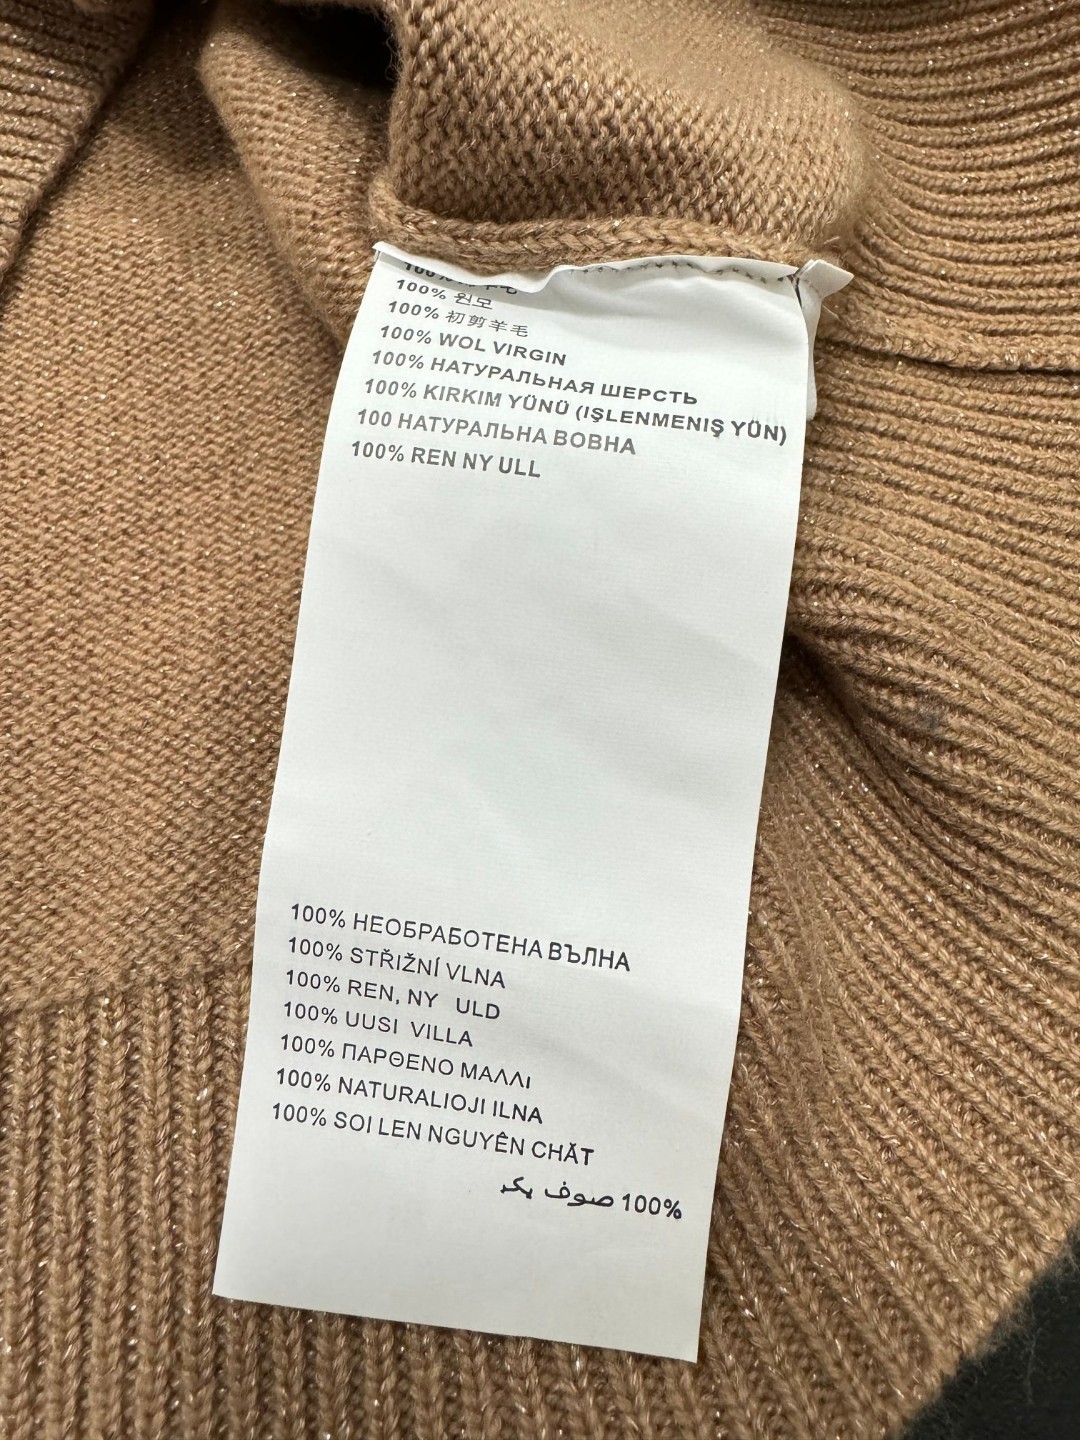 100% 원모
100% 初剪羊毛
100% WOL VIRGIN
100% НАТУРАЛЬНАЯ ШЕРСТЬ
100% KIRKIM YÜNÜ (IŞLENMENIŞ YÜN)
100 НАТУРАЛЬНА ВОВНА
100% REN NY ULL
100% НЕОБРАБОТЕНА ВЪЛНА
100% STŘIŽNÍ VLNA
100% REN, NY ULD
100% UUSI VILLA
100% ΠΑΡΘΕΝΟ ΜΑΛΛΙ
100% NATURALIOJI ILNA
100% SOI LEN NGUYÊN CHĂT
100% صوف بكر